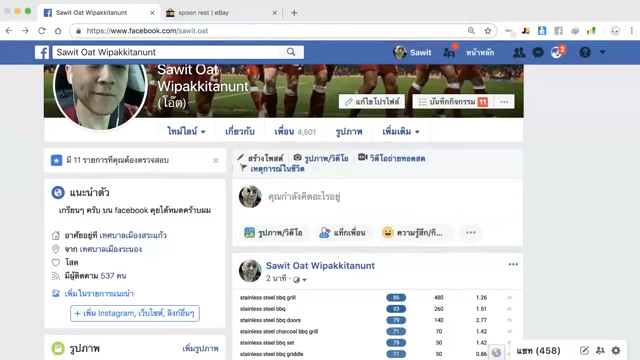 Sawit Oat Wipakkitanunt
spoon rest | eBay
https://www.facebook.com/sawit.oat
Sawit Oat Wipakkitanunt
Sawit
หน้าหลัก
2
Sawit Oat
Wipakkitanunt
(โอ๊ต)
แก้ไขโปรไฟล์
บันทึกกิจกรรม 11
ไทม์ไลน์
เกี่ยวกับ
เพื่อน 4,501
รูปภาพ
เพิ่มเติม
มี 11 รายการที่คุณต้องตรวจสอบ
แนะนำตัว
เกรียนๆ ครับ บน facebook คุยได้หมดคร้าบผม
อาศัยอยู่ที่ เทศบาลเมืองสระแก้ว
จาก เทศบาลเมืองระนอง
โสด
มีผู้ติดตาม 537 คน
เพิ่มในรายการแนะนำ
+ เพิ่ม Instagram, เว็บไซต์, ลิงก์อื่นๆ
รูปภาพ
เพิ่มรูปภาพ
สร้างโพสต์
รูปภาพ/วิดีโอ
วิดีโอถ่ายทอดสด
เหตุการณ์ในชีวิต
คุณกำลังคิดอะไรอยู่
รูปภาพ/วิดีโอ
แท็กเพื่อน
ความรู้สึก/กิ...
Sawit Oat Wipakkitanunt
2 นาที
stainless steel bbq grill 86 480 1.26
stainless steel bbq 93 260 1.51
stainless steel bbq doors 79 140 2.77
stainless steel charcoal bbq grill 71 70 1.42
stainless steel bbq set 79 50 1.42
stainless steel bbq griddle 71 50 0.86
แชท (458)